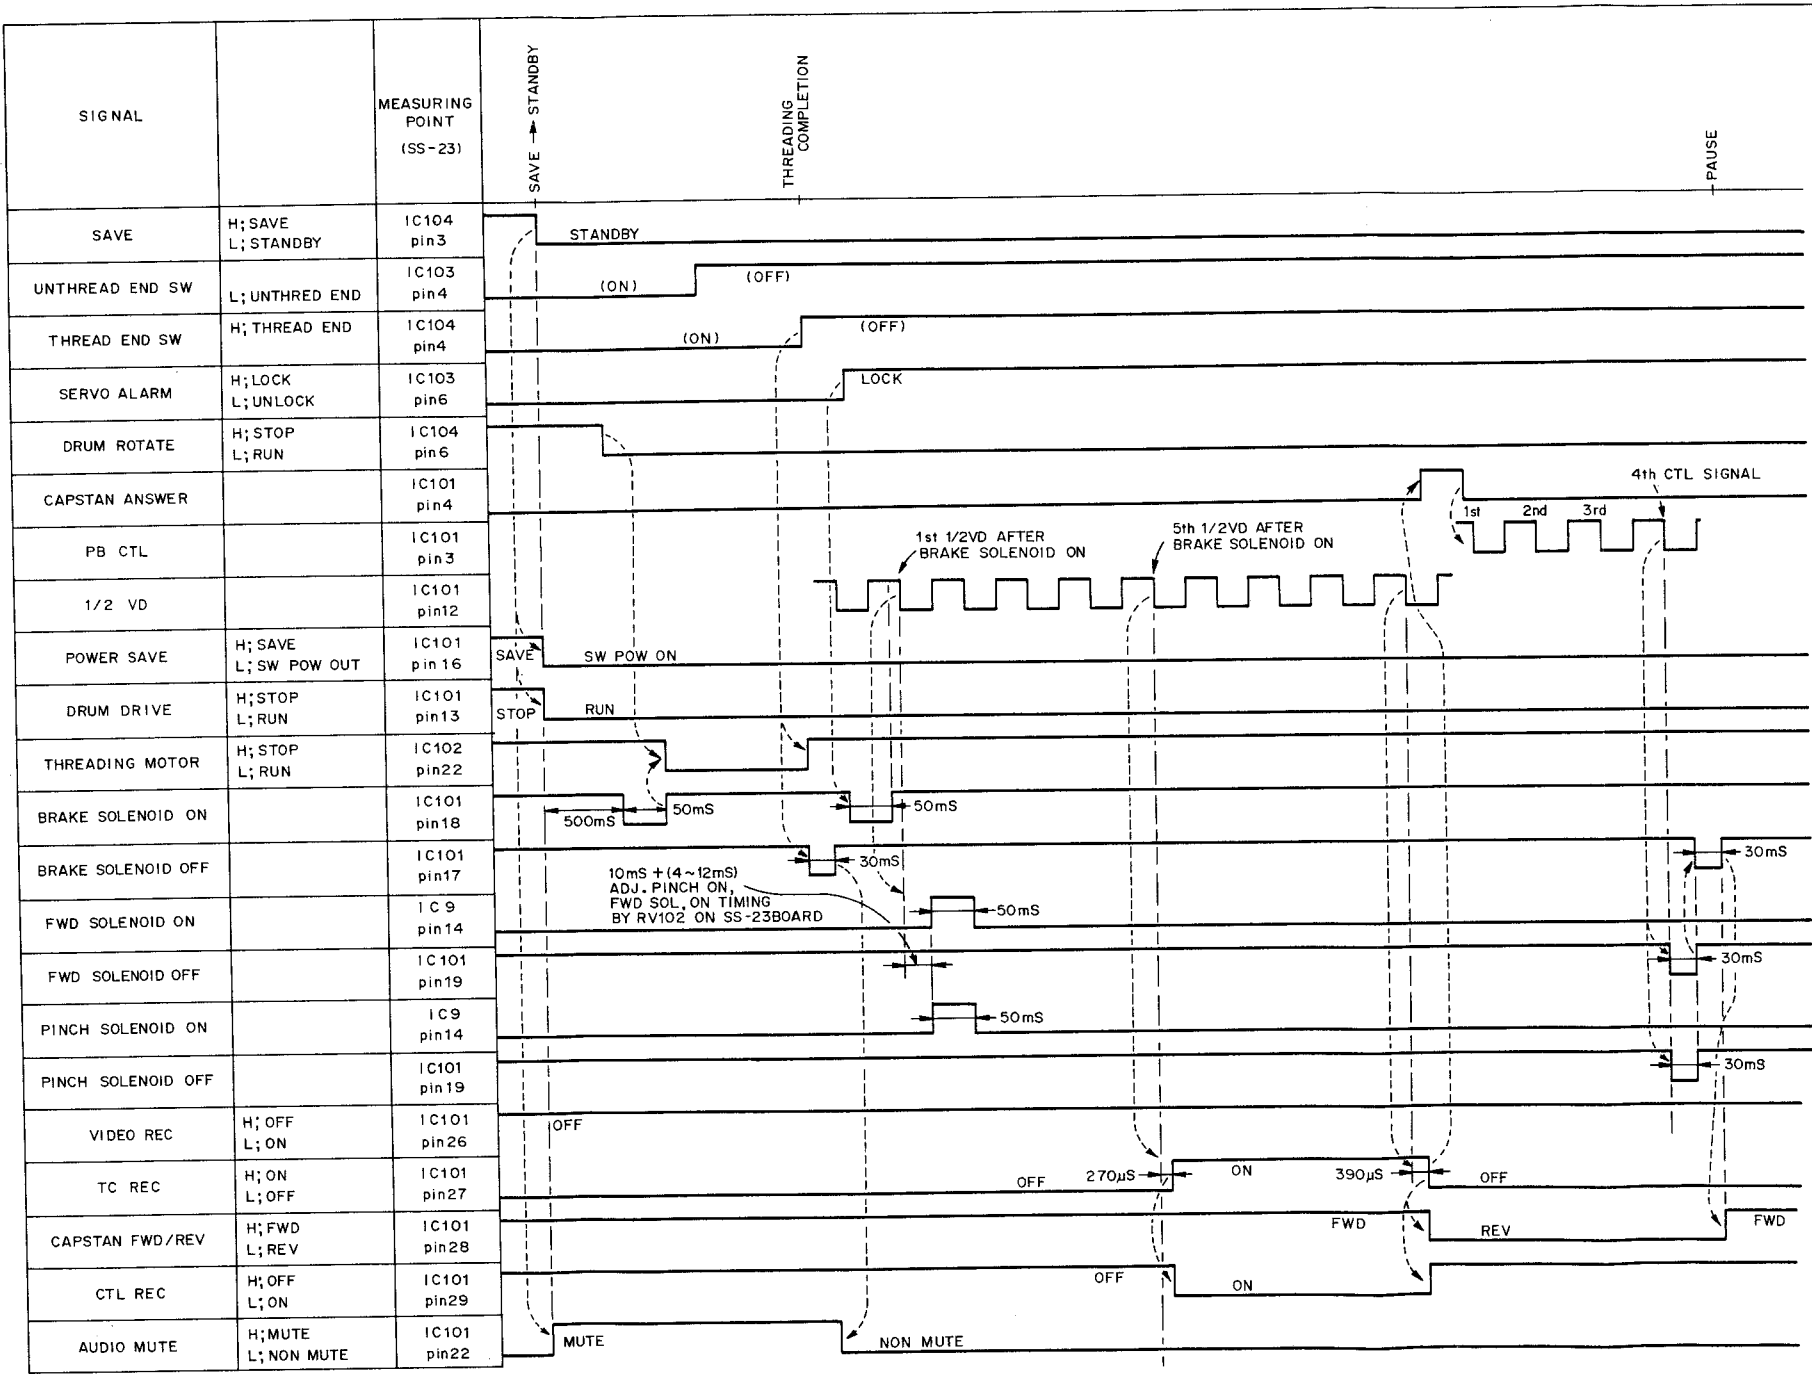 SIGNAL
MEASURING
POINT
(SS-23)
SAVE → STANDBY
THREADING
COMPLETION
PAUSE
SAVE
H; SAVE
L; STANDBY
IC104
pin3
STANDBY
UNTHREAD END SW
L; UNTHRED END
IC103
pin4
(ON)
(OFF)
THREAD END SW
H; THREAD END
IC104
pin4
(ON)
(OFF)
SERVO ALARM
H; LOCK
L; UNLOCK
IC103
pin6
LOCK
DRUM ROTATE
H; STOP
L; RUN
IC104
pin6
CAPSTAN ANSWER
IC101
pin4
4th CTL SIGNAL
PB CTL
IC101
pin3
1st 1/2VD AFTER
BRAKE SOLENOID ON
5th 1/2VD AFTER
BRAKE SOLENOID ON
1st 2nd 3rd
1/2 VD
IC101
pin12
POWER SAVE
H; SAVE
L; SW POW OUT
IC101
pin16
SAVE
SW POW ON
DRUM DRIVE
H; STOP
L; RUN
IC101
pin13
STOP
RUN
THREADING MOTOR
H; STOP
L; RUN
IC102
pin22
BRAKE SOLENOID ON
IC101
pin18
500mS
50mS
50mS
BRAKE SOLENOID OFF
IC101
pin17
30mS
30mS
10mS + (4~12mS)
ADJ. PINCH ON,
FWD SOL, ON TIMING
BY RV102 ON SS-23BOARD
FWD SOLENOID ON
IC9
pin14
50mS
FWD SOLENOID OFF
IC101
pin19
30mS
PINCH SOLENOID ON
IC9
pin14
50mS
PINCH SOLENOID OFF
IC101
pin19
30mS
VIDEO REC
H; OFF
L; ON
IC101
pin26
OFF
TC REC
H; ON
L; OFF
IC101
pin27
OFF
270µS
ON
390µS
OFF
CAPSTAN FWD/REV
H; FWD
L; REV
IC101
pin28
FWD
REV
FWD
CTL REC
H; OFF
L; ON
IC101
pin29
OFF
ON
AUDIO MUTE
H; MUTE
L; NON MUTE
IC101
pin22
MUTE
NON MUTE